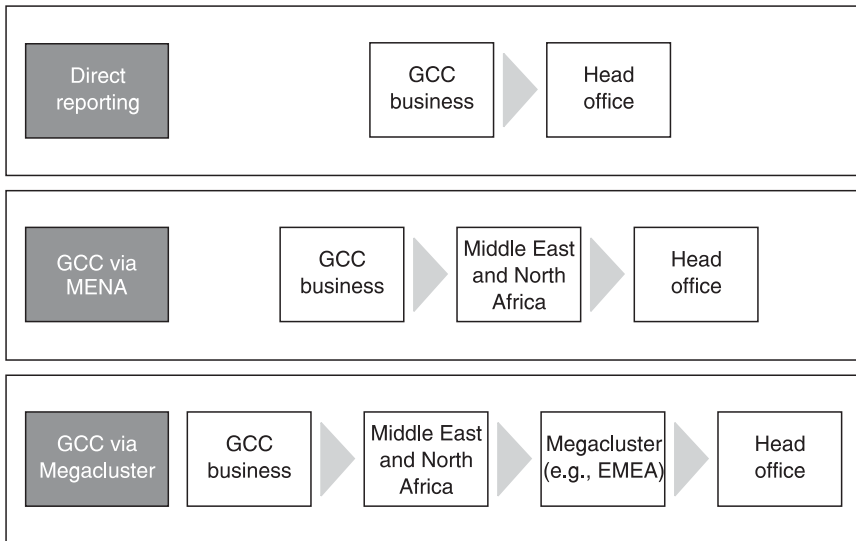 Direct
reporting
GCC
business
Head
office
GCC via
MENA
GCC
business
Middle East
and North
Africa
Head
office
GCC via
Megacluster
GCC
business
Middle East
and North
Africa
Megacluster
(e.g., EMEA)
Head
office